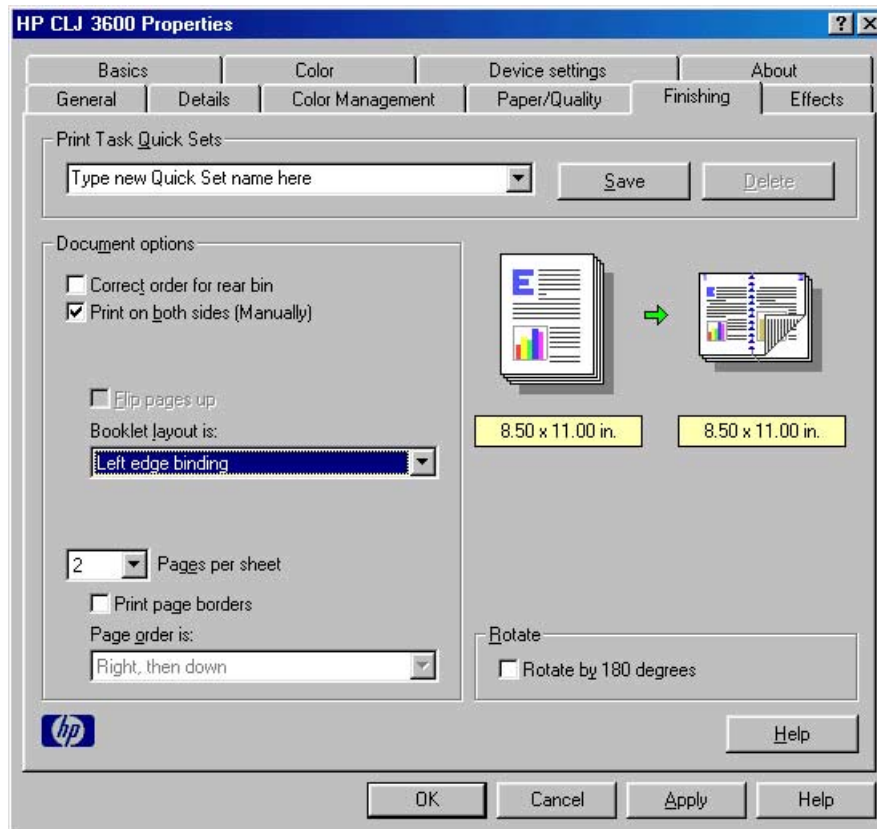 HP CLJ 3600 Properties
Basics Color Device settings About
General Details Color Management Paper/Quality Finishing Effects
Print Task Quick Sets
Type new Quick Set name here Save Delete
Document options
Correct order for rear bin
Print on both sides (Manually)
Flip pages up
Booklet layout is:
Left edge binding
8.50 x 11.00 in. 8.50 x 11.00 in.
2 Pages per sheet
Print page borders
Page order is:
Right, then down
Rotate
Rotate by 180 degrees
hp
Help
OK Cancel Apply Help